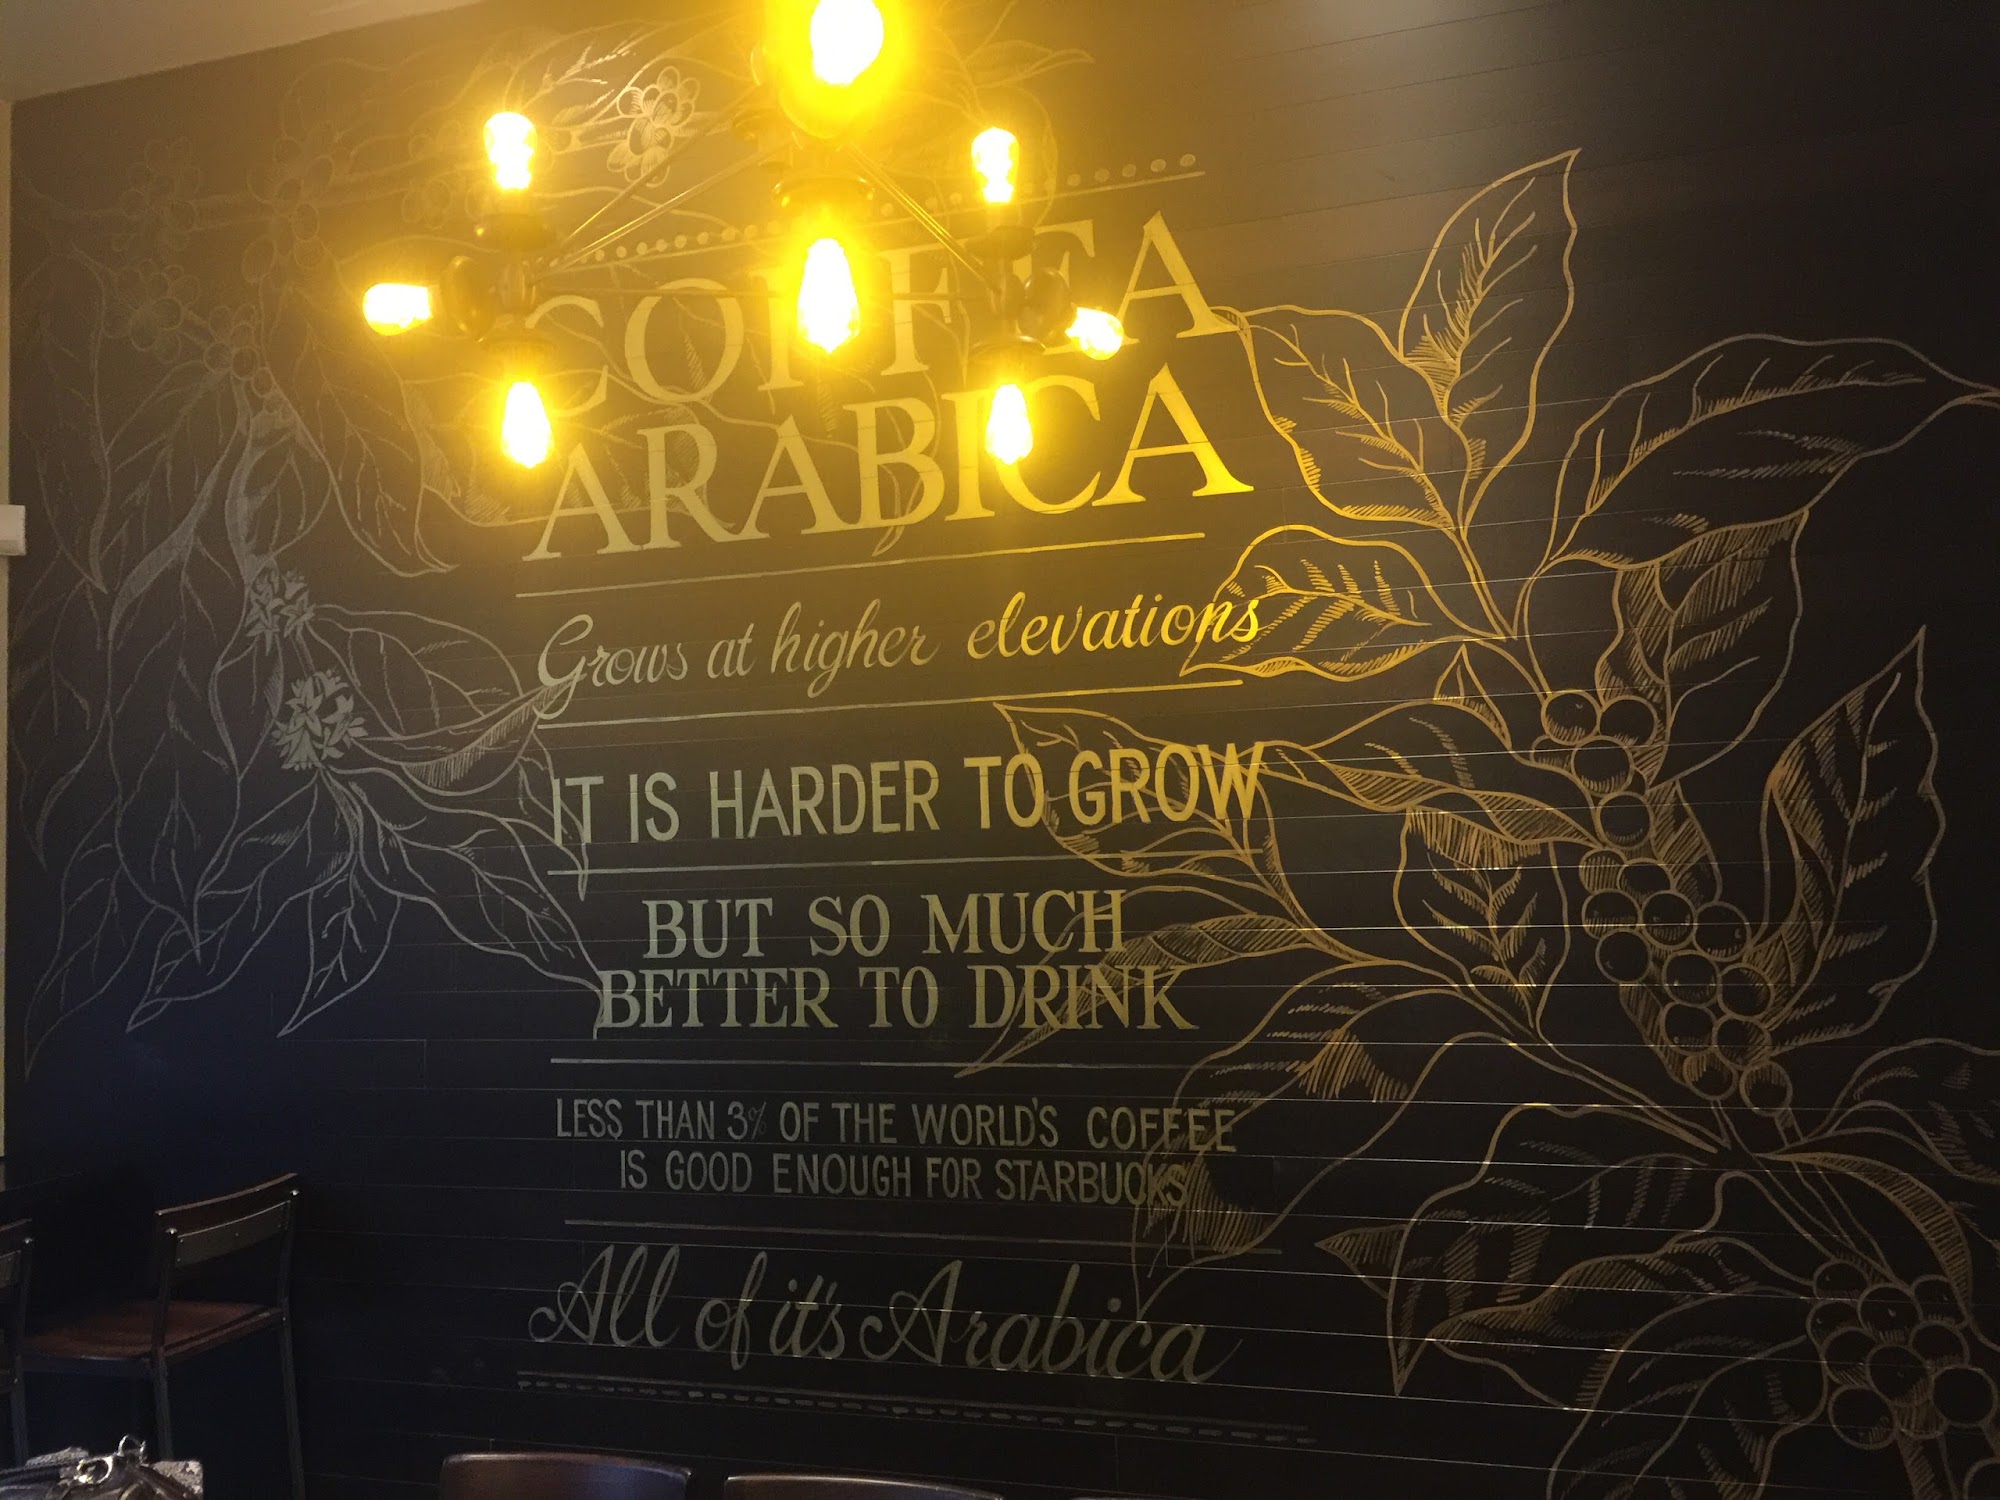 COFFEA
ARABICA
Grows at higher elevations
IT IS HARDER TO GROW
BUT SO MUCH
BETTER TO DRINK
LESS THAN 3% OF THE WORLD'S COFFEE
IS GOOD ENOUGH FOR STARBUCKS
All of it's Arabica